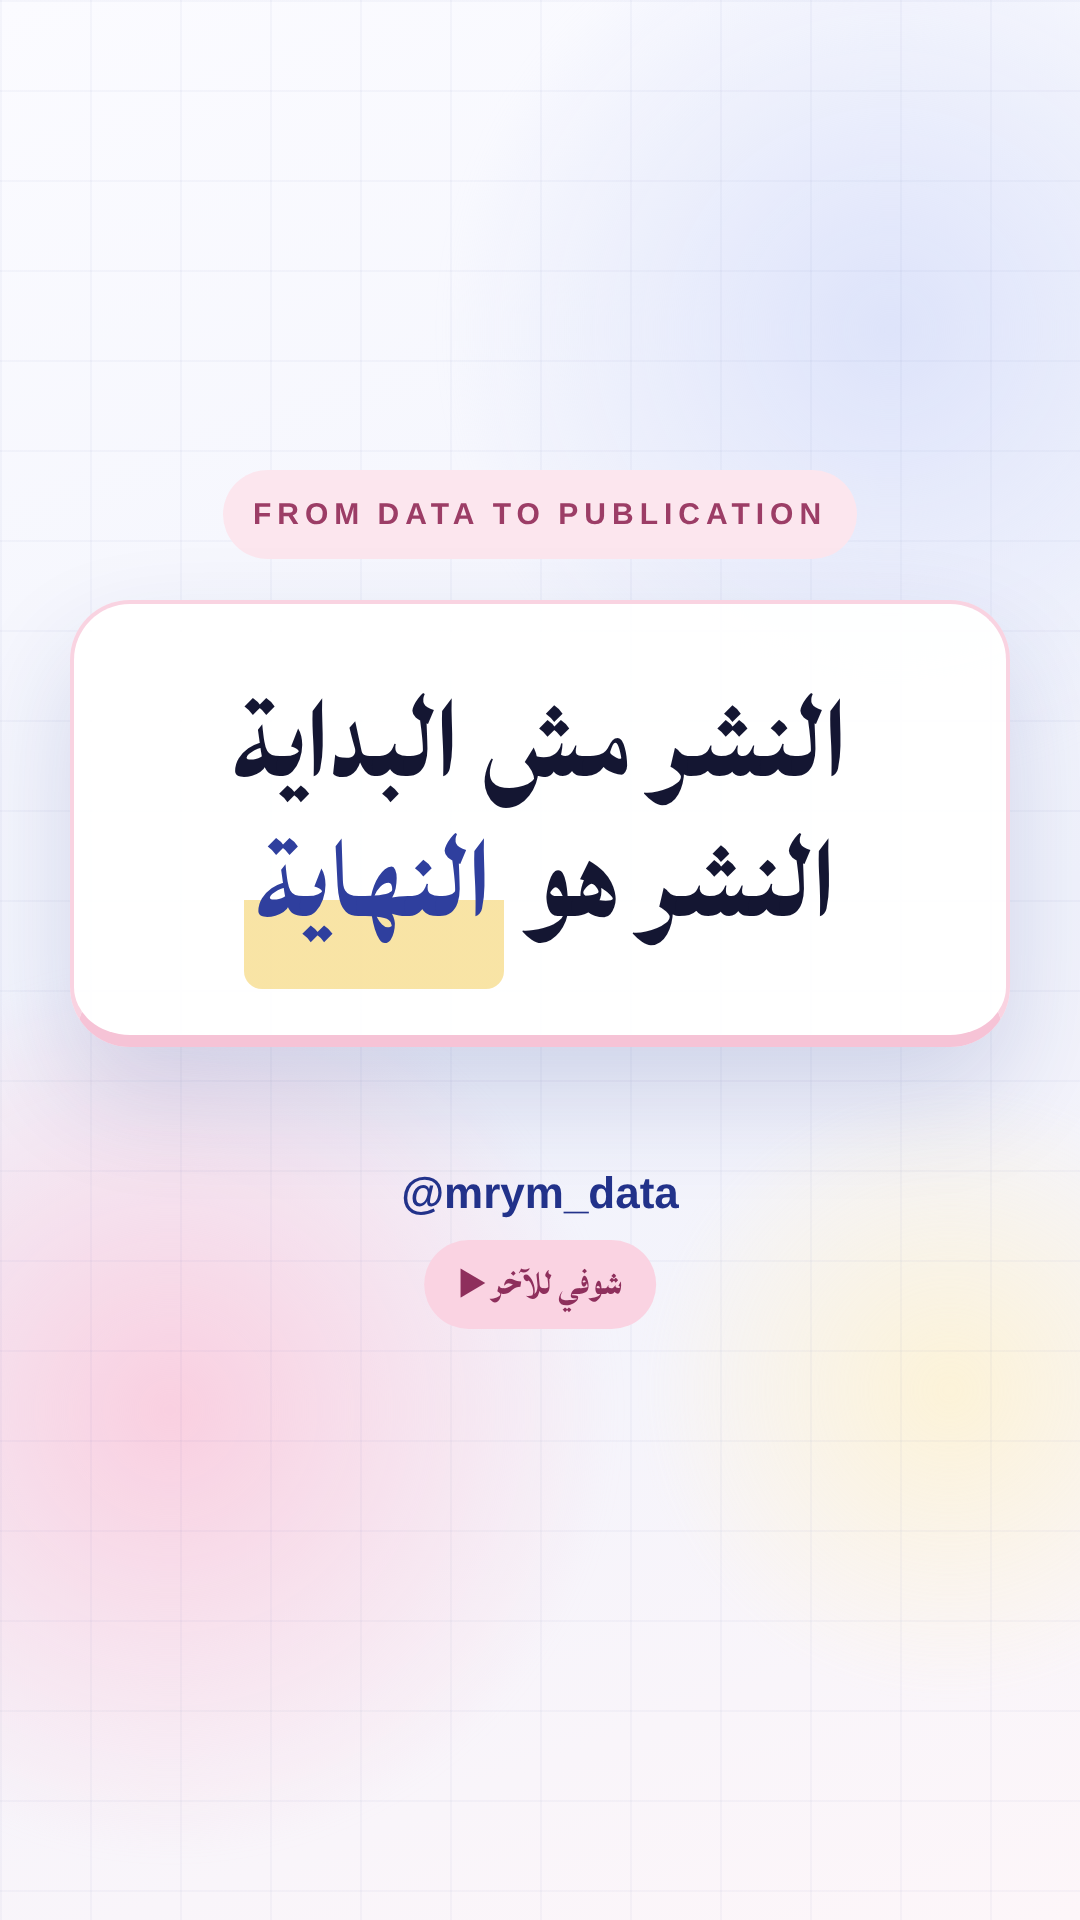 FROM DATA TO PUBLICATION
النشر مش البداية
النشر هو النهاية
@mrym_data
شوفي للآخر ▶